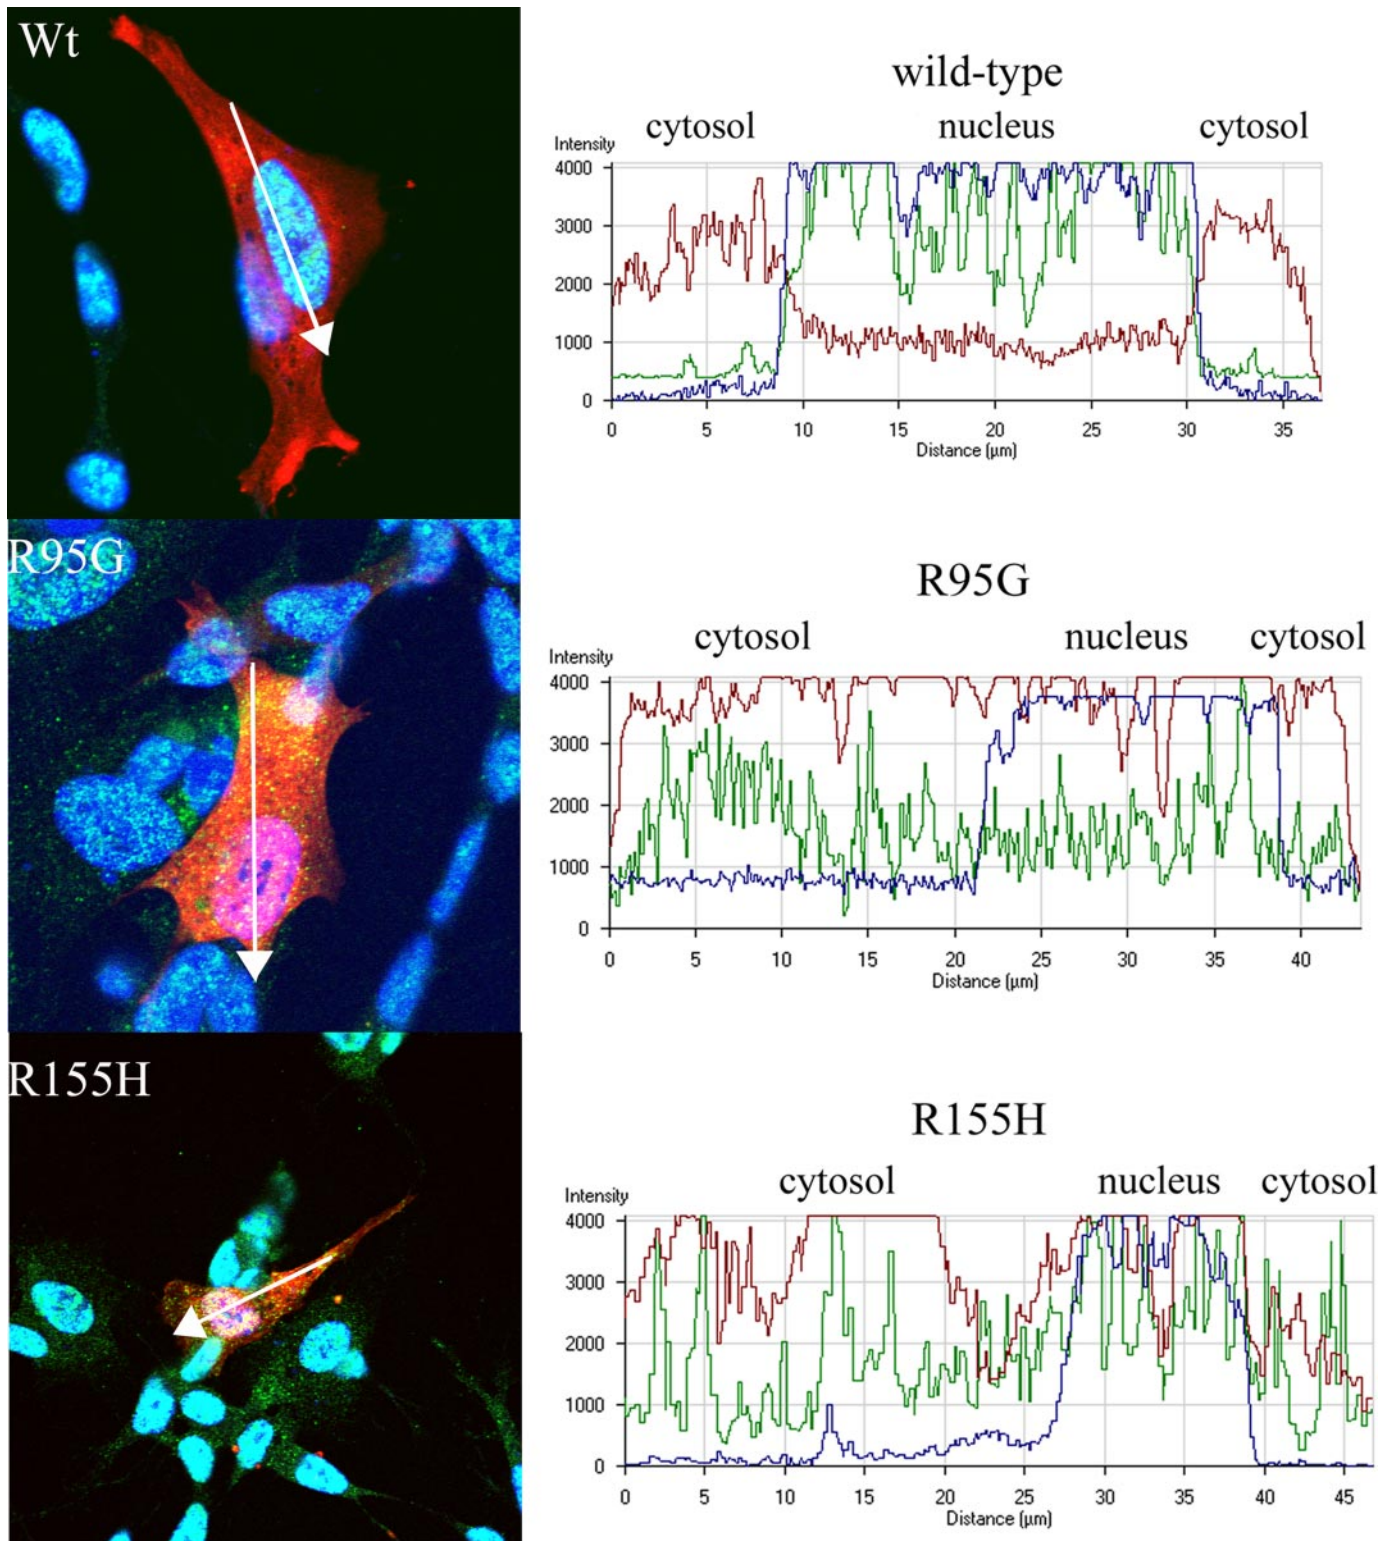 Wt
wild-type
cytosol nucleus cytosol
Intensity
4000
3000
2000
1000
0
0 5 10 15 20 25 30 35
Distance (µm)
R95G
R95G
cytosol nucleus cytosol
Intensity
4000
3000
2000
1000
0
0 5 10 15 20 25 30 35 40
Distance (µm)
R155H
R155H
cytosol nucleus cytosol
Intensity
4000
3000
2000
1000
0
0 5 10 15 20 25 30 35 40 45
Distance (µm)